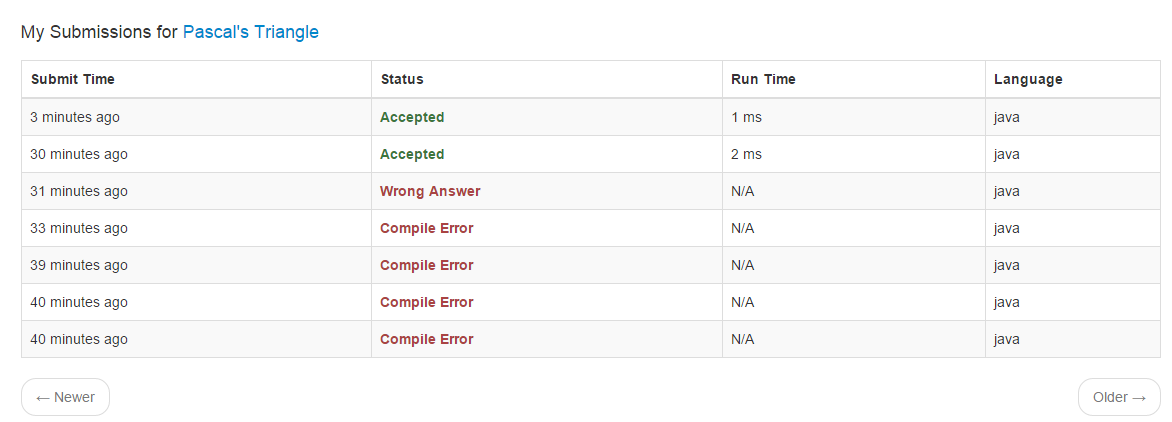 My Submissions for Pascal's Triangle
Submit Time Status Run Time Language
3 minutes ago Accepted 1 ms java
30 minutes ago Accepted 2 ms java
31 minutes ago Wrong Answer N/A java
33 minutes ago Compile Error N/A java
39 minutes ago Compile Error N/A java
40 minutes ago Compile Error N/A java
40 minutes ago Compile Error N/A java
← Newer Older →